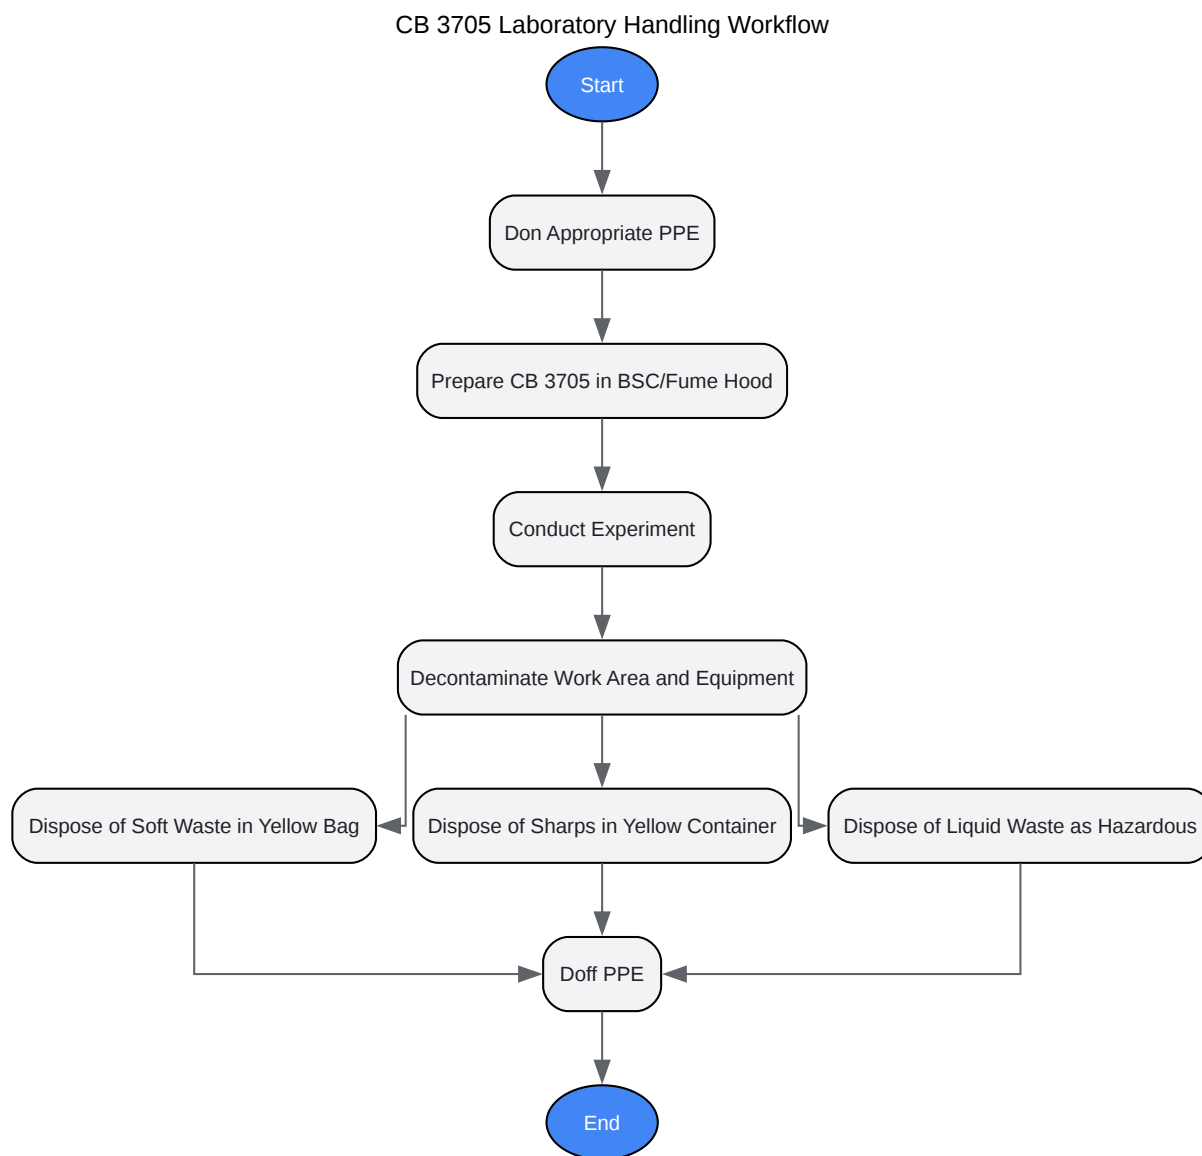 CB 3705 Laboratory Handling Workflow
Start
Don Appropriate PPE
Prepare CB 3705 in BSC/Fume Hood
Conduct Experiment
Decontaminate Work Area and Equipment
Dispose of Soft Waste in Yellow Bag
Dispose of Sharps in Yellow Container
Dispose of Liquid Waste as Hazardous
Doff PPE
End